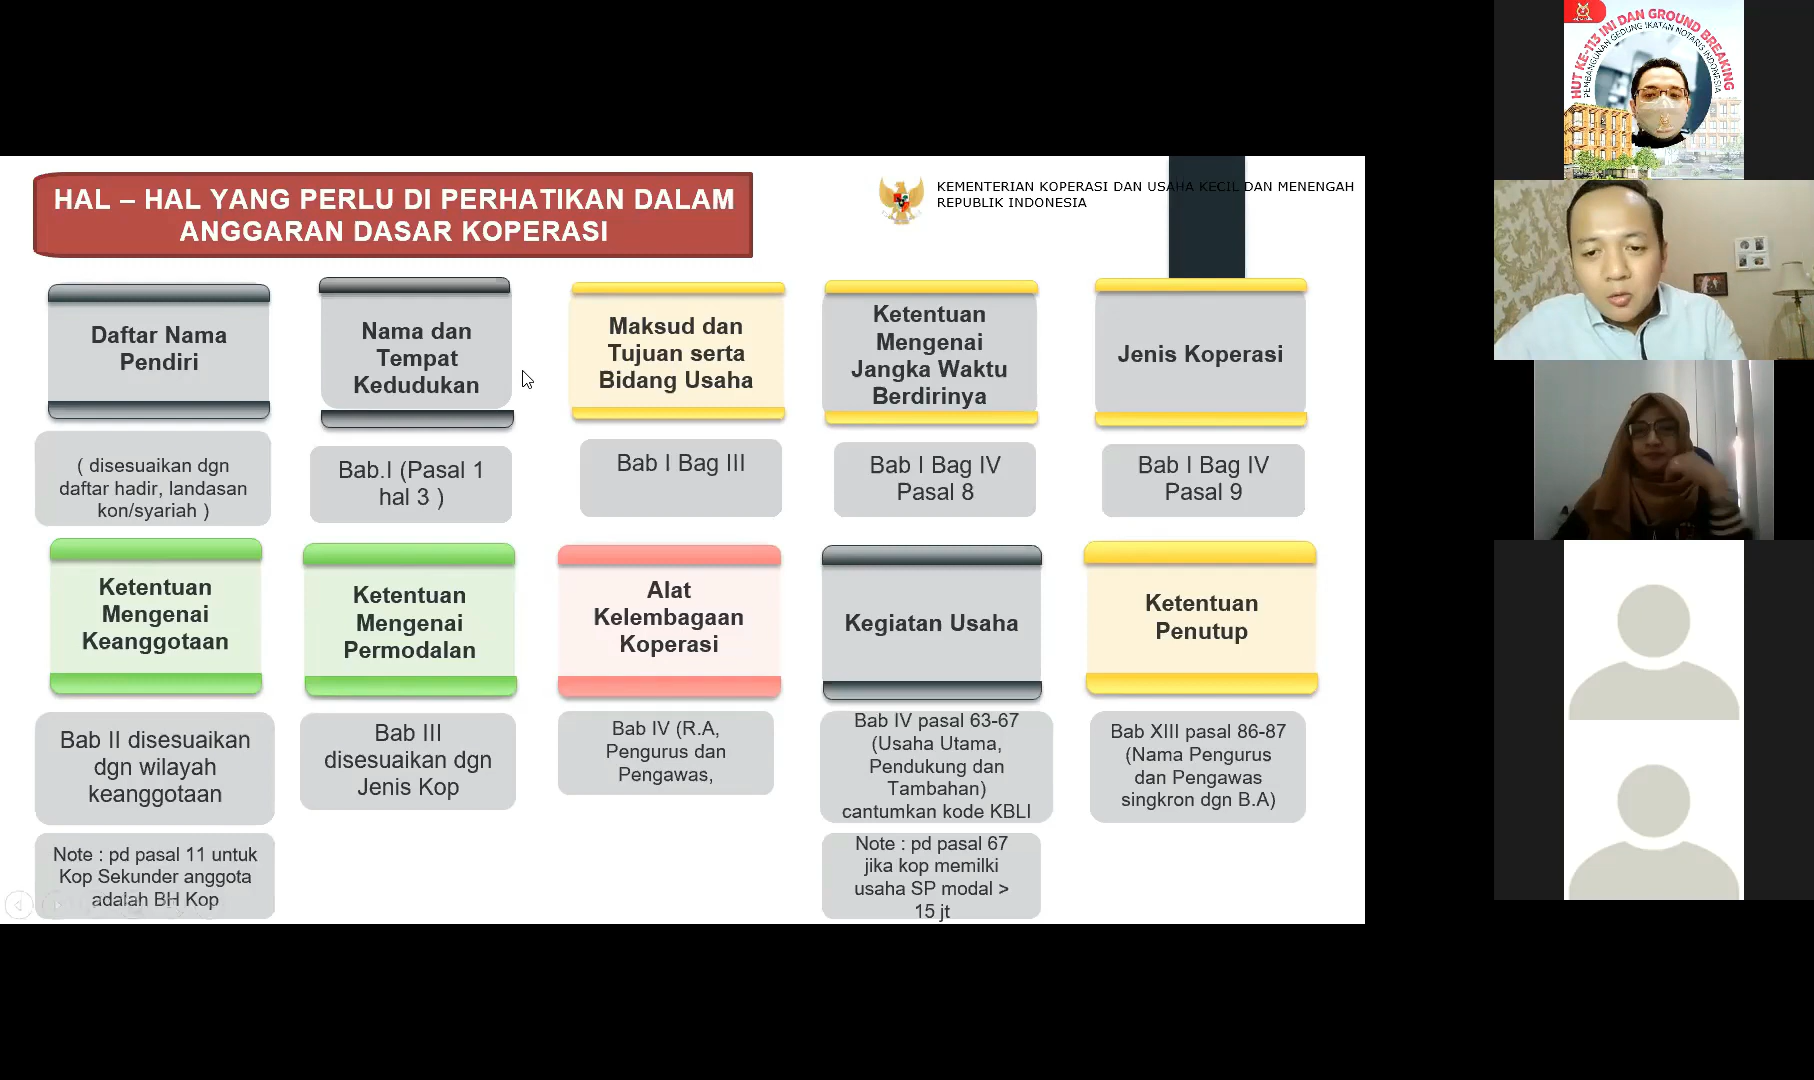 HAL – HAL YANG PERLU DI PERHATIKAN DALAM
ANGGARAN DASAR KOPERASI
KEMENTERIAN KOPERASI DAN USAHA KECIL DAN MENENGAH
REPUBLIK INDONESIA
Daftar Nama
Pendiri
Nama dan
Tempat
Kedudukan
Maksud dan
Tujuan serta
Bidang Usaha
Ketentuan
Mengenai
Jangka Waktu
Berdirinya
Jenis Koperasi
( disesuaikan dgn
daftar hadir, landasan
kon/syariah )
Bab.I (Pasal 1
hal 3 )
Bab I Bag III
Bab I Bag IV
Pasal 8
Bab I Bag IV
Pasal 9
Ketentuan
Mengenai
Keanggotaan
Ketentuan
Mengenai
Permodalan
Alat
Kelembagaan
Koperasi
Kegiatan Usaha
Ketentuan
Penutup
Bab II disesuaikan
dgn wilayah
keanggotaan
Bab III
disesuaikan dgn
Jenis Kop
Bab IV (R.A,
Pengurus dan
Pengawas,
Bab IV pasal 63-67
(Usaha Utama,
Pendukung dan
Tambahan)
cantumkan kode KBLI
Bab XIII pasal 86-87
(Nama Pengurus
dan Pengawas
singkron dgn B.A)
Note : pd pasal 11 untuk
Kop Sekunder anggota
adalah BH Kop
Note : pd pasal 67
jika kop memilki
usaha SP modal >
15 jt
HUT KE-113 INI DAN GROUND BREAKING
PEMBANGUNAN GEDUNG IKATAN NOTARIS INDONESIA